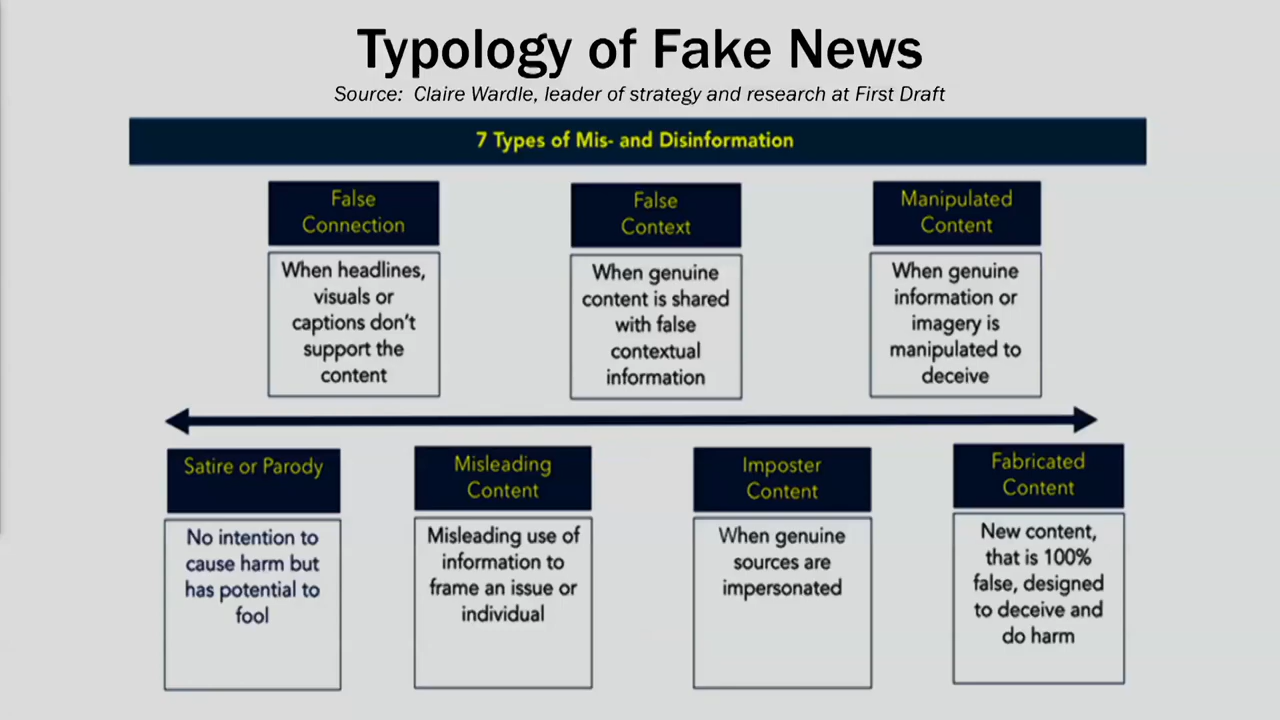 Typology of Fake News
Source: Claire Wardle, leader of strategy and research at First Draft
7 Types of Mis- and Disinformation
False
Connection
When headlines,
visuals or
captions don't
support the
content
False
Context
When genuine
content is shared
with false
contextual
information
Manipulated
Content
When genuine
information or
imagery is
manipulated to
deceive
Satire or Parody
No intention to
cause harm but
has potential to
fool
Misleading
Content
Misleading use of
information to
frame an issue or
individual
Imposter
Content
When genuine
sources are
impersonated
Fabricated
Content
New content,
that is 100%
false, designed
to deceive and
do harm